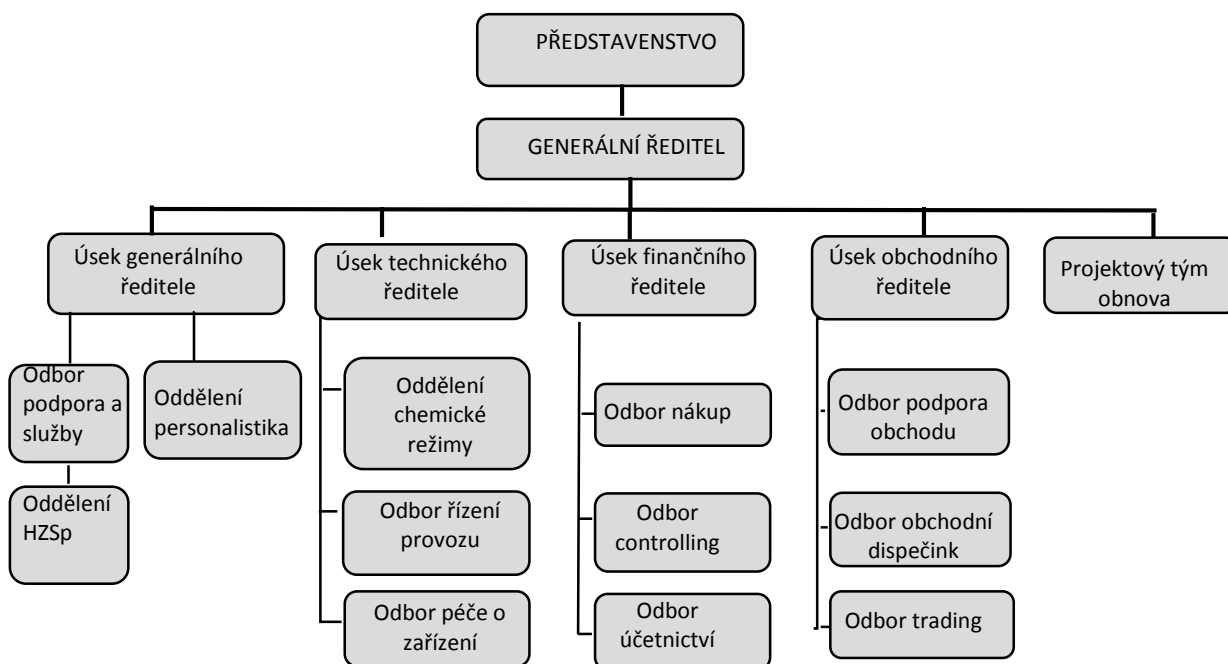 PŘEDSTAVENSTVO
GENERÁLNÍ ŘEDITEL
Úsek generálního
ředitele
Úsek technického
ředitele
Úsek finančního
ředitele
Úsek obchodního
ředitele
Projektový tým
obnova
Odbor
podpora a
služby
Oddělení
personalistika
Oddělení
HZSp
Oddělení
chemické
režimy
Odbor řízení
provozu
Odbor péče o
zařízení
Odbor nákup
Odbor
controlling
Odbor
účetnictví
Odbor podpora
obchodu
Odbor obchodní
dispečink
Odbor trading